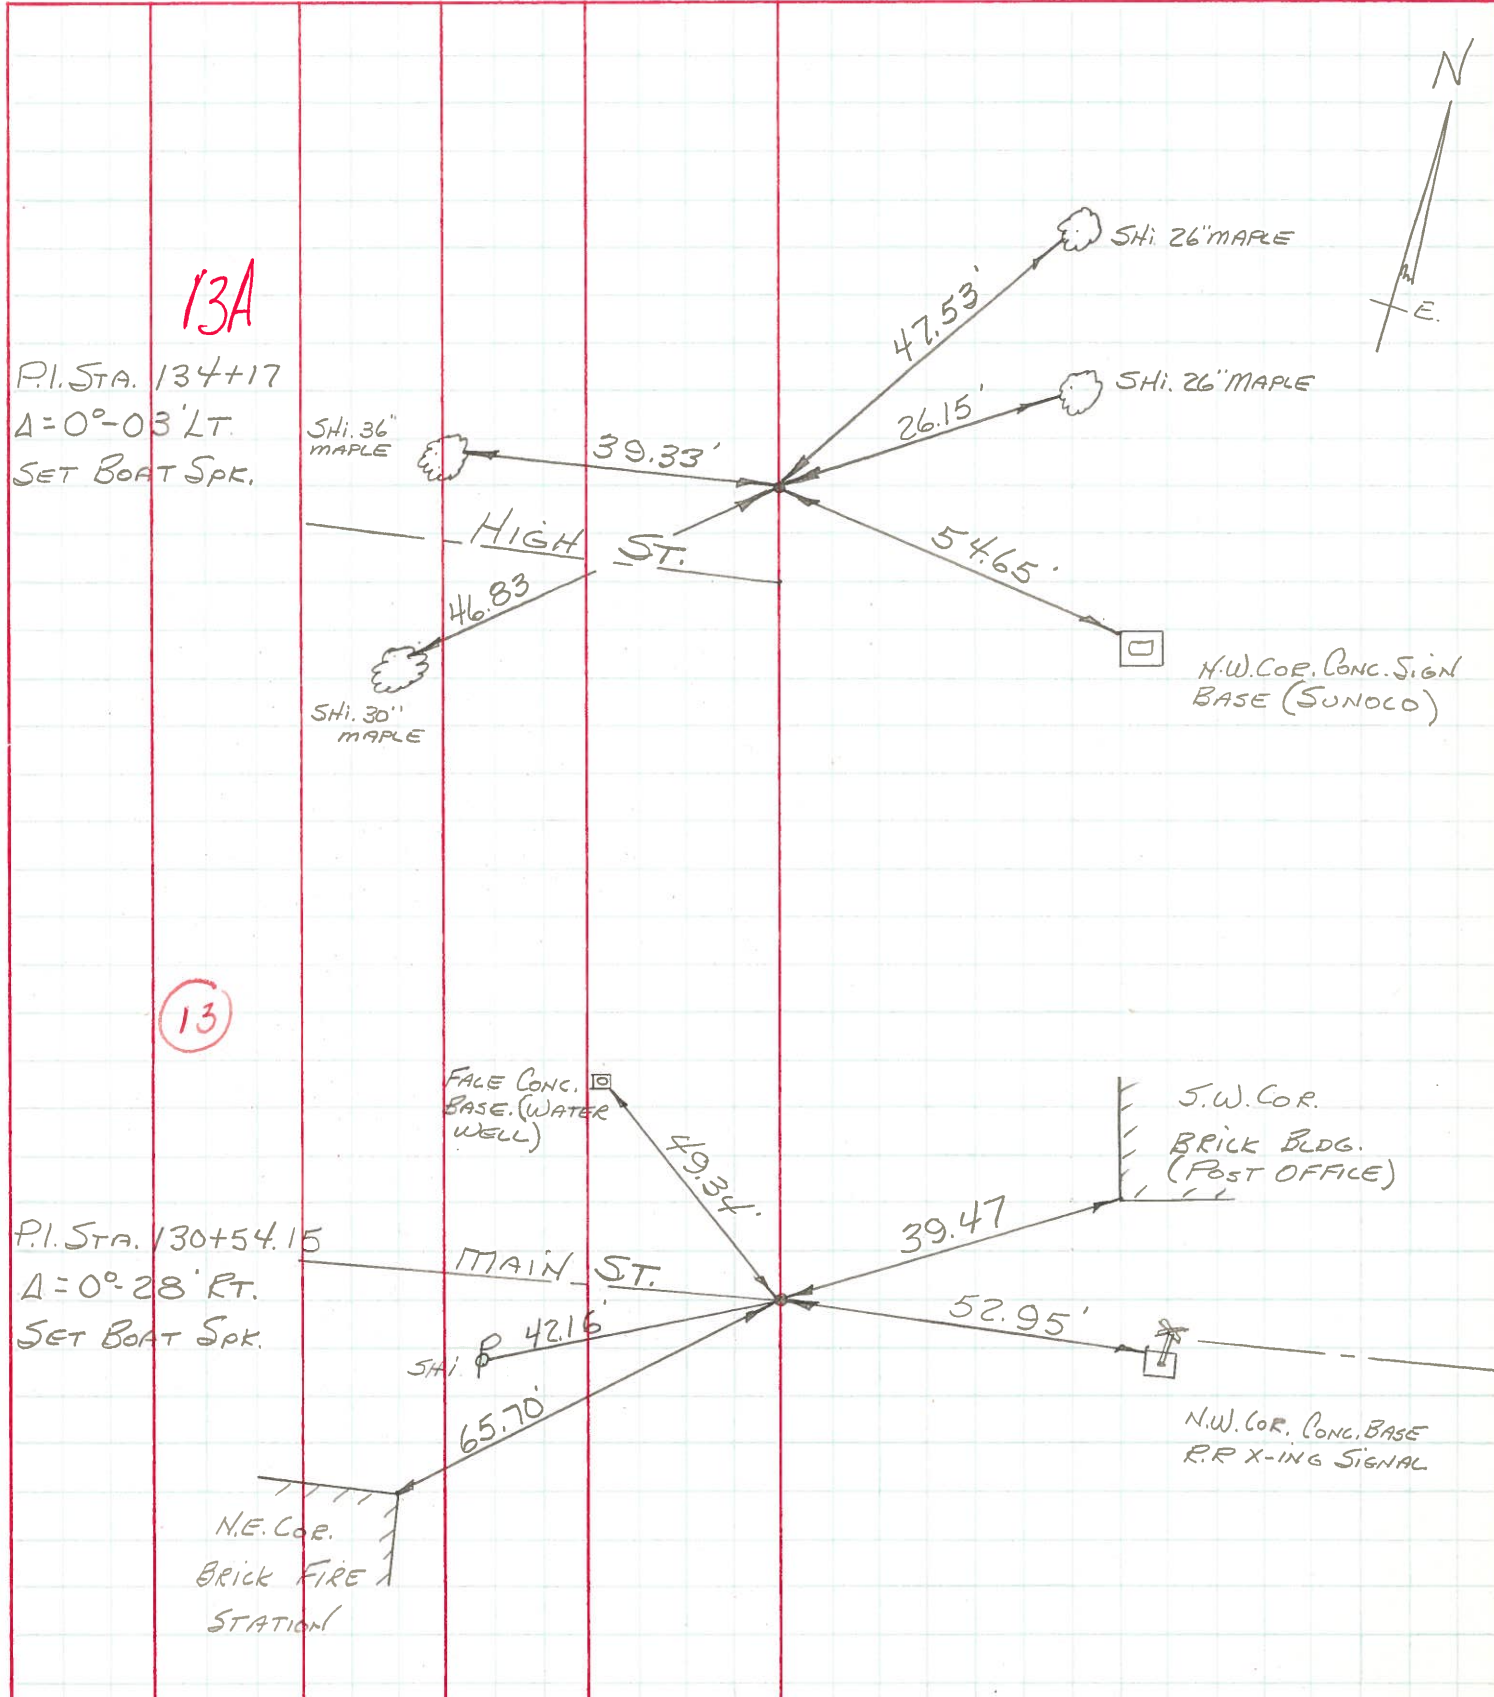 N
E.
13A
P.I. STA. 134+17
Δ=0°-03' LT.
SET BOAT SPK.
SHi. 26" MAPLE
47.53'
SHi. 26" MAPLE
26.15'
SHi. 36"
MAPLE
39.33'
HIGH ST.
54.65'
46.83
SHi. 30"
MAPLE
N.W. COR. CONC. SIGN
BASE (SUNOCO)
13
FACE CONC.
BASE. (WATER
WELL)
49.34'
S.W. COR.
BRICK BLDG.
(POST OFFICE)
39.47
P.I. STA. 130+54.15
Δ=0°-28' RT.
SET BOAT SPK.
MAIN ST.
52.95'
42.16'
SHi.
65.70'
N.W. COR. CONC. BASE
R.R X-ING SIGNAL
N.E. COR.
BRICK FIRE
STATION